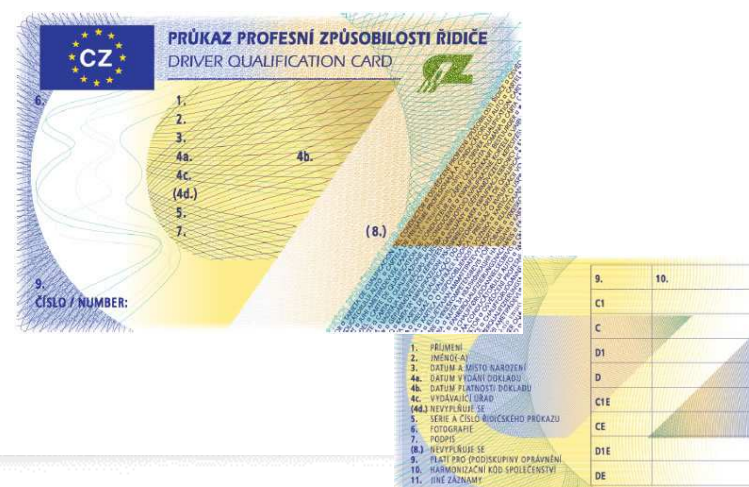 CZ
PRŮKAZ PROFESNÍ ZPŮSOBILOSTI ŘIDIČE
DRIVER QUALIFICATION CARD
CZ
6.
1.
2.
3.
4a. 4b.
4c.
(4d.)
5.
7. (8.)
9.
ČÍSLO / NUMBER:
1. PŘÍJMENÍ
2. JMÉNO(-A)
3. DATUM A MÍSTO NAROZENÍ
4a. DATUM VYDÁNÍ DOKLADU
4b. DATUM PLATNOSTI DOKLADU
4c. VYDÁVAJÍCÍ ÚŘAD
(4d.) NEVYPLŇUJE SE
5. SÉRIE A ČÍSLO ŘIDIČSKÉHO PRŮKAZU
6. FOTOGRAFIE
7. PODPIS
(8.) NEVYPLŇUJE SE
9. PLATÍ PRO (POD)SKUPINY OPRÁVNĚNÍ
10. HARMONIZAČNÍ KÓD SPOLEČENSTVÍ
11. JINÉ ZÁZNAMY
9. 10.
C1
C
D1
D
C1E
CE
D1E
DE